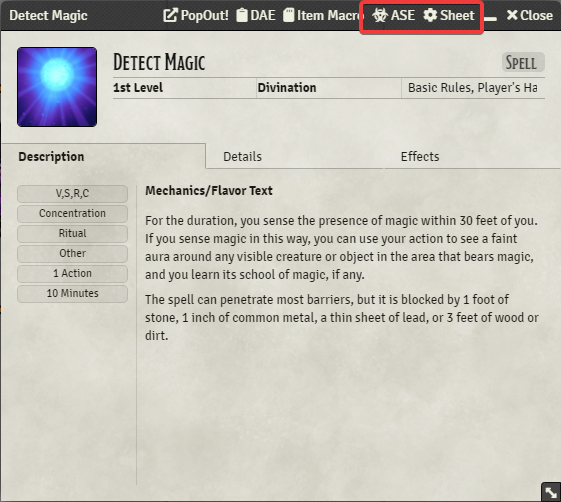 Detect Magic PopOut! DAE Item Macro ASE Sheet Close
Detect Magic Spell
1st Level Divination Basic Rules, Player's Ha
Description Details Effects
V,S,R,C
Concentration
Ritual
Other
1 Action
10 Minutes
Mechanics/Flavor Text
For the duration, you sense the presence of magic within 30 feet of you.
If you sense magic in this way, you can use your action to see a faint
aura around any visible creature or object in the area that bears magic,
and you learn its school of magic, if any.
The spell can penetrate most barriers, but it is blocked by 1 foot of
stone, 1 inch of common metal, a thin sheet of lead, or 3 feet of wood or
dirt.